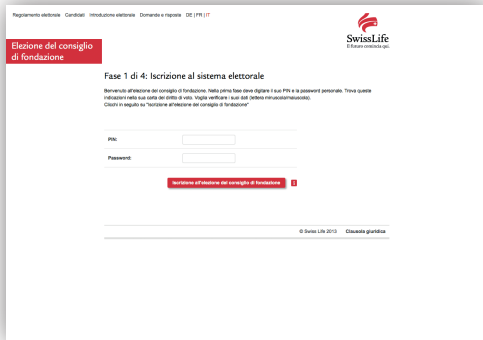 Regolamento elettorale Candidati Introduzione elettorale Domande e risposte DE | FR | IT
SwissLife
Il futuro comincia qui.
Elezione del consiglio
di fondazione
Fase 1 di 4: Iscrizione al sistema elettorale
Benvenuto all'elezione del consiglio di fondazione. Nella prima fase deve digitare il suo PIN e la password personale. Trova queste
indicazioni nella sua carta del diritto di voto. Voglia verificare i suoi dati (lettere minuscole/maiuscole).
Clicchi in seguito su "Iscrizione all'elezione del consiglio di fondazione"
PIN:
Password:
Iscrizione all'elezione del consiglio di fondazione
© Swiss Life 2013 Clausola giuridica